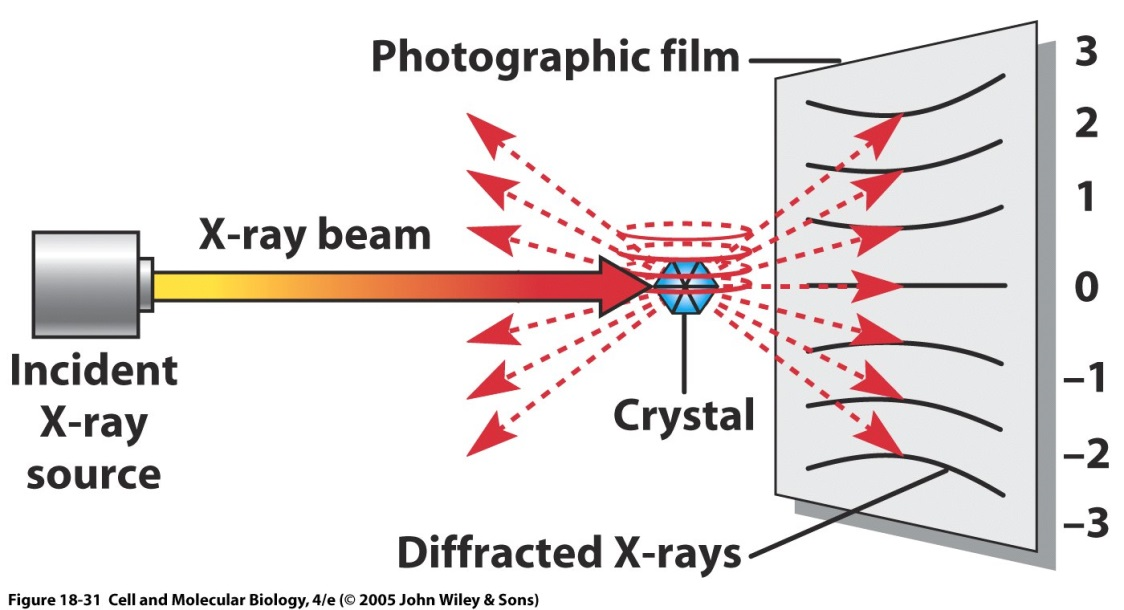 Photographic film
3
2
1
0
–1
–2
–3
X-ray beam
Incident
X-ray
source
Crystal
Diffracted X-rays
Figure 18-31 Cell and Molecular Biology, 4/e (© 2005 John Wiley & Sons)